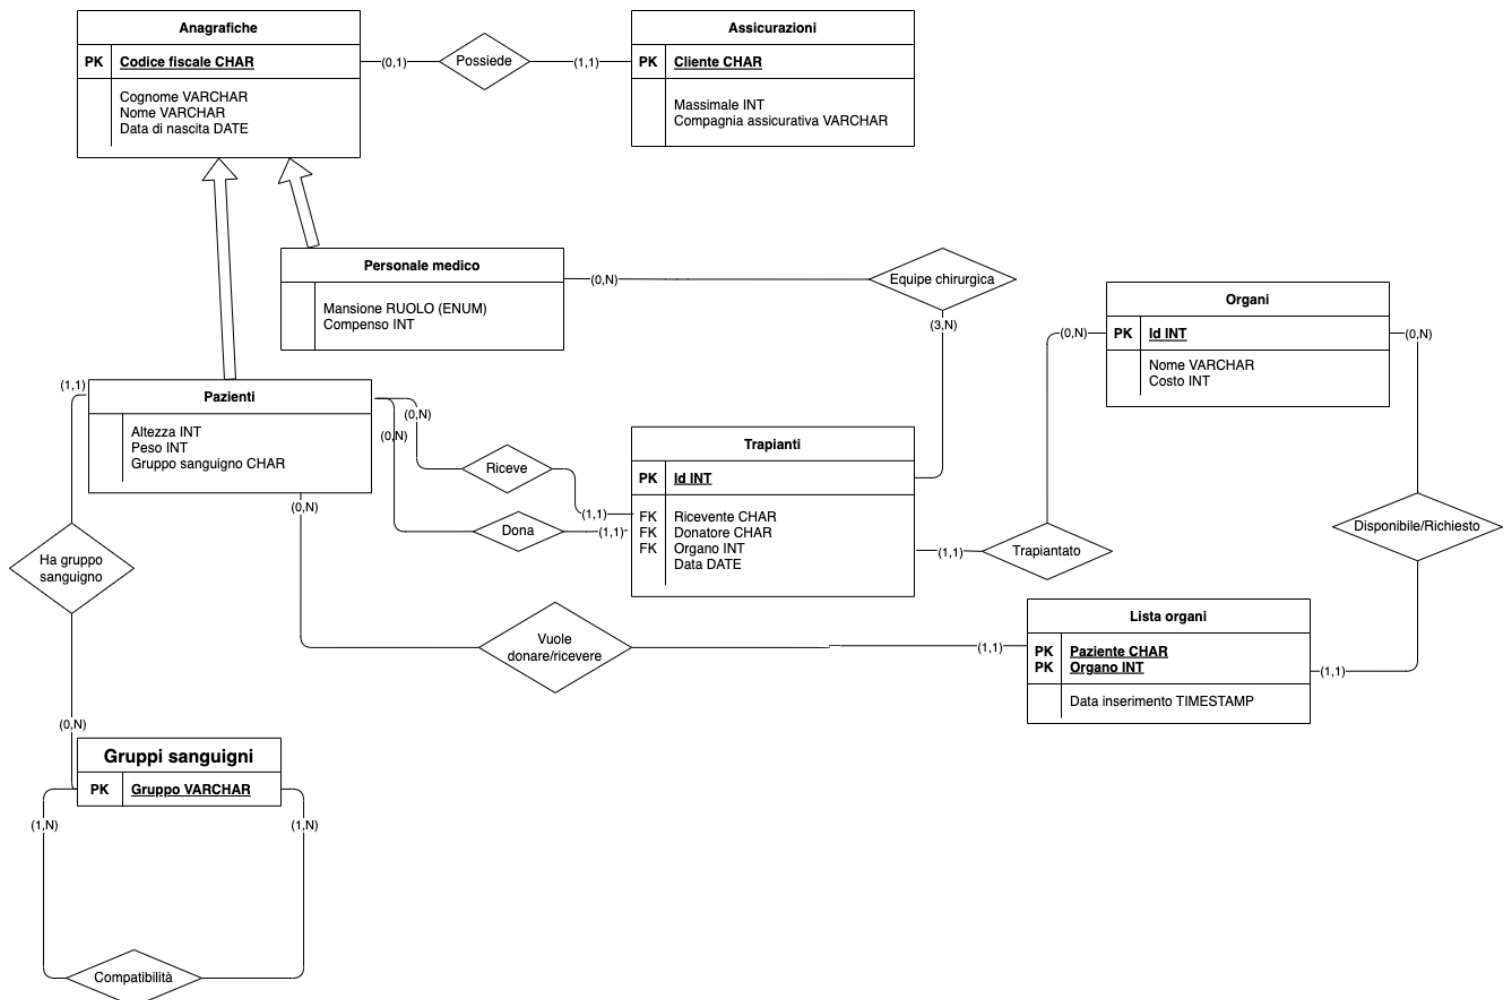 Anagrafiche
PK Codice fiscale CHAR
Cognome VARCHAR
Nome VARCHAR
Data di nascita DATE
(0,1)
Possiede
(1,1)
Assicurazioni
PK Cliente CHAR
Massimale INT
Compagnia assicurativa VARCHAR
Personale medico
Mansione RUOLO (ENUM)
Compenso INT
(0,N)
Equipe chirurgica
(3,N)
Organi
PK Id INT
Nome VARCHAR
Costo INT
(0,N)
(0,N)
(1,1)
Pazienti
Altezza INT
Peso INT
Gruppo sanguigno CHAR
(0,N)
(0,N)
(0,N)
Riceve
(1,1)
Dona
(1,1)
Trapianti
PK Id INT
FK Ricevente CHAR
FK Donatore CHAR
FK Organo INT
Data DATE
(1,1)
Trapiantato
Disponibile/Richiesto
Ha gruppo
sanguigno
Vuole
donare/ricevere
(1,1)
Lista organi
PK Paziente CHAR
PK Organo INT
Data inserimento TIMESTAMP
(1,1)
(0,N)
Gruppi sanguigni
PK Gruppo VARCHAR
(1,N)
(1,N)
Compatibilità